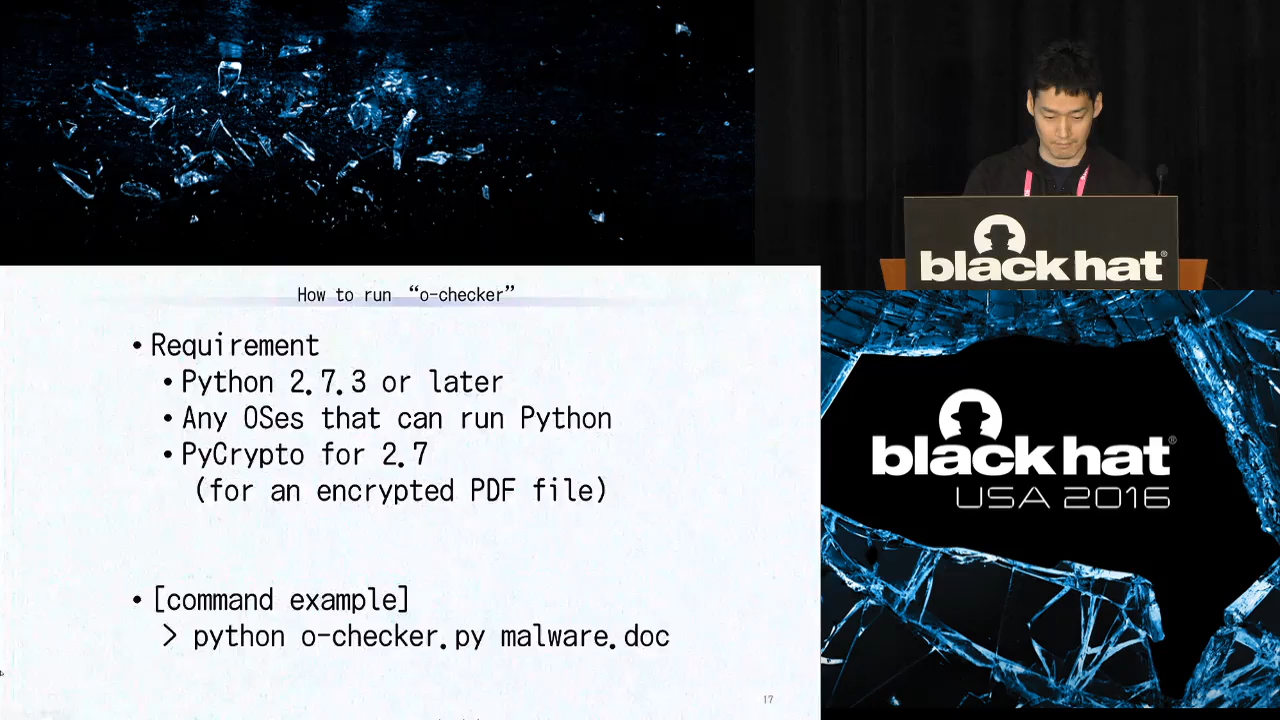 How to run “o-checker”
• Requirement
• Python 2.7.3 or later
• Any OSes that can run Python
• PyCrypto for 2.7
(for an encrypted PDF file)
• [command example]
> python o-checker.py malware.doc
17
black hat®
black hat®
USA 2016